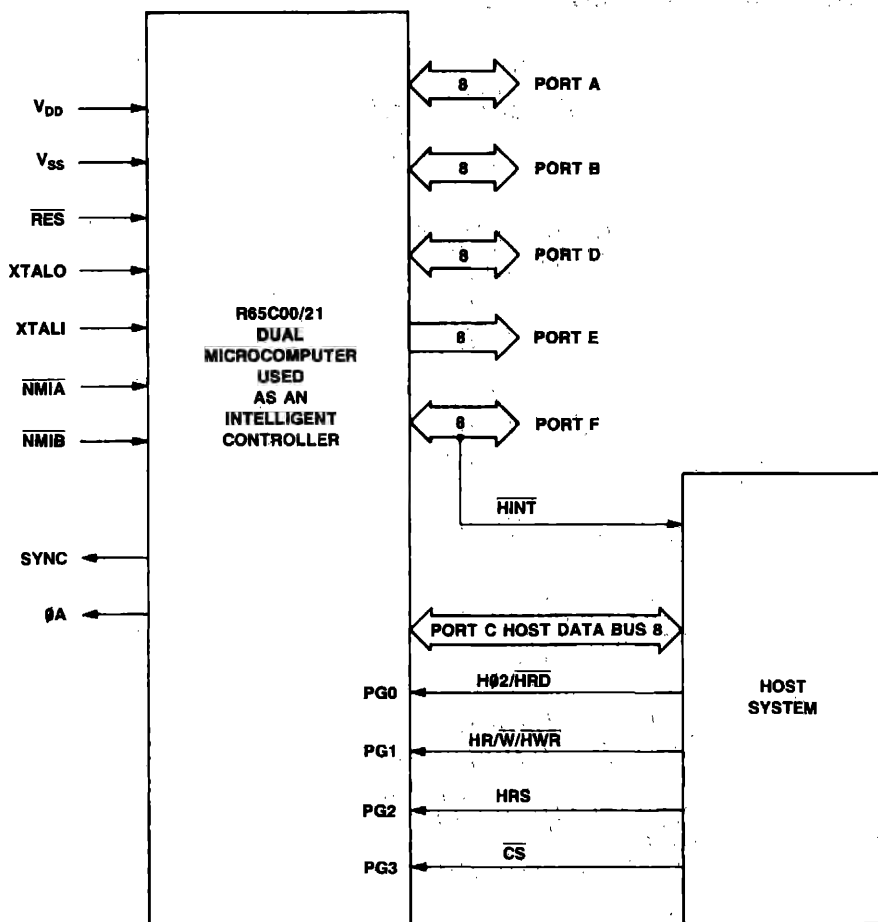 V_DD
V_SS
RES
XTALO
XTALI
NMIA
NMIB
SYNC
ØA
R65C00/21
DUAL
MICROCOMPUTER
USED
AS AN
INTELLIGENT
CONTROLLER
8 PORT A
8 PORT B
8 PORT D
8 PORT E
8 PORT F
HINT
PORT C HOST DATA BUS 8
PG0 HØ2/HRD
PG1 HR/W/HWR
PG2 HRS
PG3 CS
HOST
SYSTEM